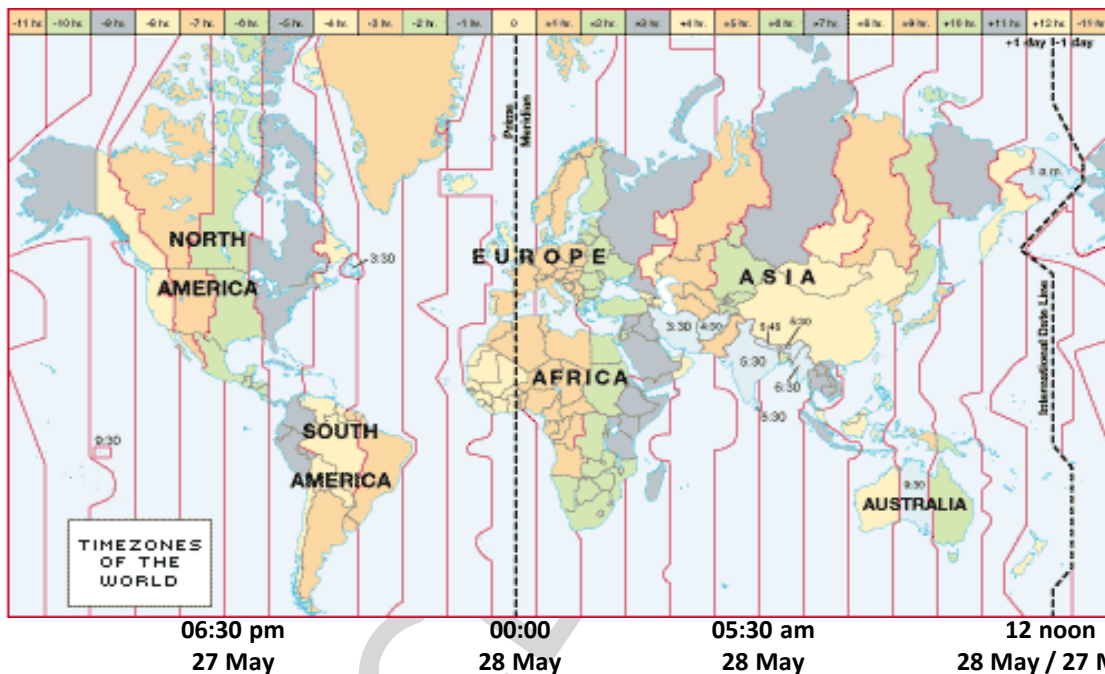 -11 hr. -10 hr. -9 hr. -8 hr. -7 hr. -6 hr. -5 hr. -4 hr. -3 hr. -2 hr. -1 hr. 0 +1 hr. +2 hr. +3 hr. +4 hr. +5 hr. +6 hr. +7 hr. +8 hr. +9 hr. +10 hr. +11 hr. +12 hr. -11 hr.
+1 day -1 day
Prime
Meridian
1 a.m.
NORTH
AMERICA
3:30
EUROPE
ASIA
3:30 4:30 5:45 6:30
5:30
6:30
5:30
AFRICA
International Date Line
SOUTH
AMERICA
9:30
9:30
AUSTRALIA
TIMEZONES
OF THE
WORLD
06:30 pm 00:00 05:30 am 12 noon
27 May 28 May 28 May 28 May / 27 M